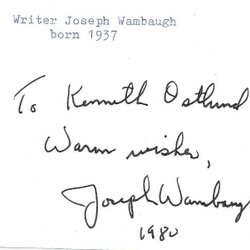 Writer Joseph Wambaugh
born 1937
To Kenneth Ostlund
Warm wishes,
Joseph Wambaugh
1980